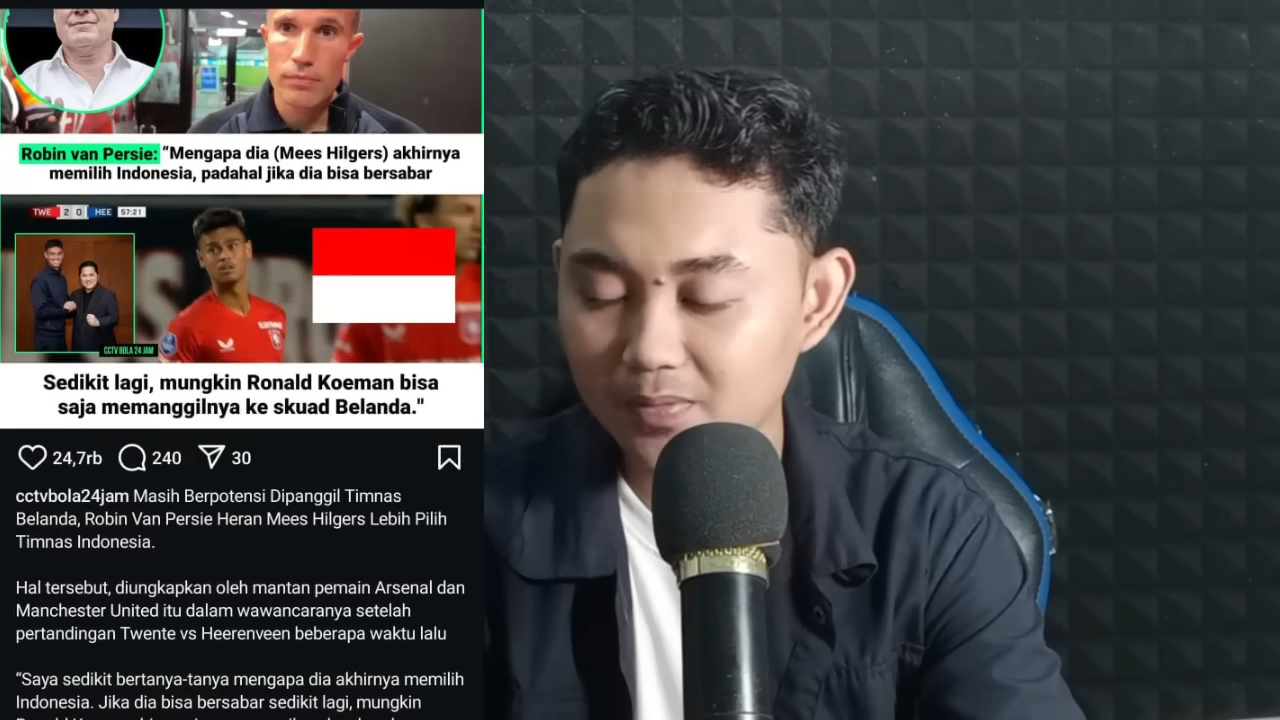 Robin van Persie: “Mengapa dia (Mees Hilgers) akhirnya
memilih Indonesia, padahal jika dia bisa bersabar
TWE 2 0 HEE 57:21
CCTV BOLA 24 JAM
Sedikit lagi, mungkin Ronald Koeman bisa
saja memanggilnya ke skuad Belanda."
24,7rb 240 30
cctvbola24jam Masih Berpotensi Dipanggil Timnas
Belanda, Robin Van Persie Heran Mees Hilgers Lebih Pilih
Timnas Indonesia.
Hal tersebut, diungkapkan oleh mantan pemain Arsenal dan
Manchester United itu dalam wawancaranya setelah
pertandingan Twente vs Heerenveen beberapa waktu lalu
“Saya sedikit bertanya-tanya mengapa dia akhirnya memilih
Indonesia. Jika dia bisa bersabar sedikit lagi, mungkin